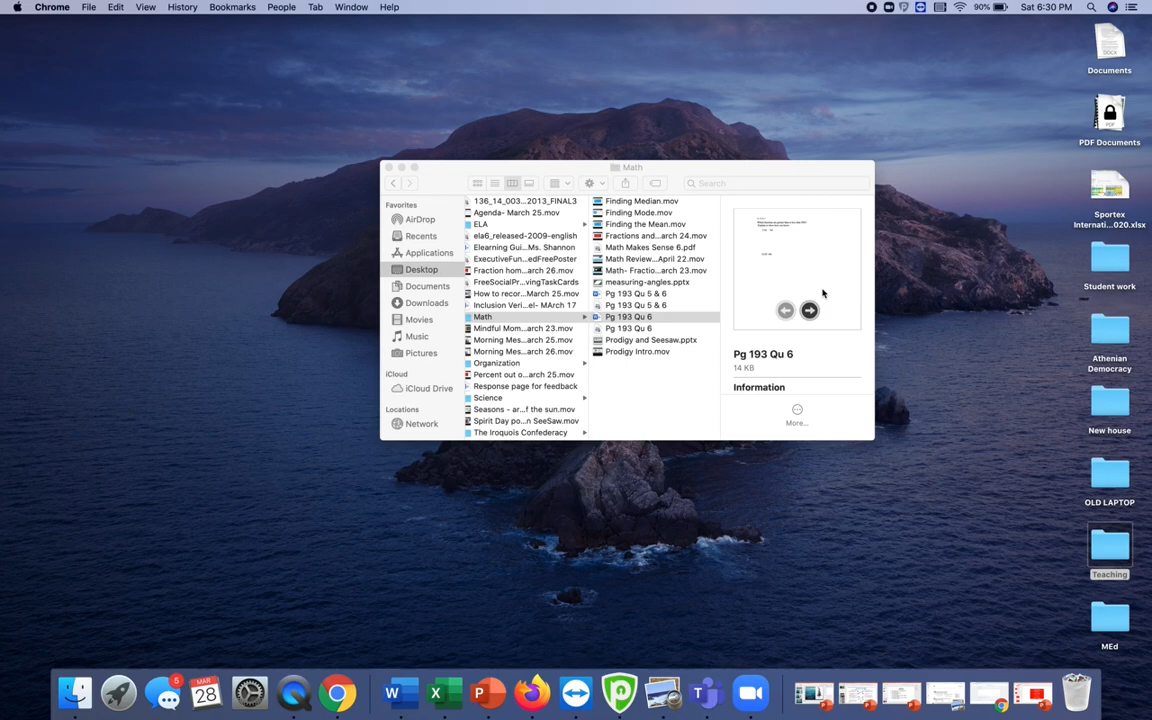 Chrome File Edit View History Bookmarks People Tab Window Help 90% Sat 6:30 PM
Documents
PDF
PDF Documents
DOCX
Sportex
Internati...020.xlsx
Student work
Athenian
Democracy
New house
OLD LAPTOP
Teaching
MEd
Math
Search
Favorites
AirDrop
Recents
Applications
Desktop
Documents
Downloads
Movies
Music
Pictures
iCloud
iCloud Drive
Locations
Network
136_14_003...2013_FINAL3
Agenda- March 25.mov
ELA
ela6_released-2009-english
Elearning Gui...Ms. Shannon
ExecutiveFun...edFreePoster
Fraction hom...arch 26.mov
FreeSocialPr...vingTaskCards
How to recor...March 25.mov
Inclusion Veri...el- MArch 17
Math
Mindful Mom...arch 23.mov
Morning Mes...arch 25.mov
Morning Mes...arch 26.mov
Organization
Percent out o...arch 25.mov
Response page for feedback
Science
Seasons - ar...f the sun.mov
Spirit Day po...n SeeSaw.mov
The Iroquois Confederacy
Finding Median.mov
Finding Mode.mov
Finding the Mean.mov
Fractions and...arch 24.mov
Math Makes Sense 6.pdf
Math Review...April 22.mov
Math- Fractio...arch 23.mov
measuring-angles.pptx
Pg 193 Qu 5 & 6
Pg 193 Qu 5 & 6
Pg 193 Qu 6
Pg 193 Qu 6
Prodigy and Seesaw.pptx
Prodigy Intro.mov
Pg 193 Qu 6
14 KB
Information
More...
5
MAR
28